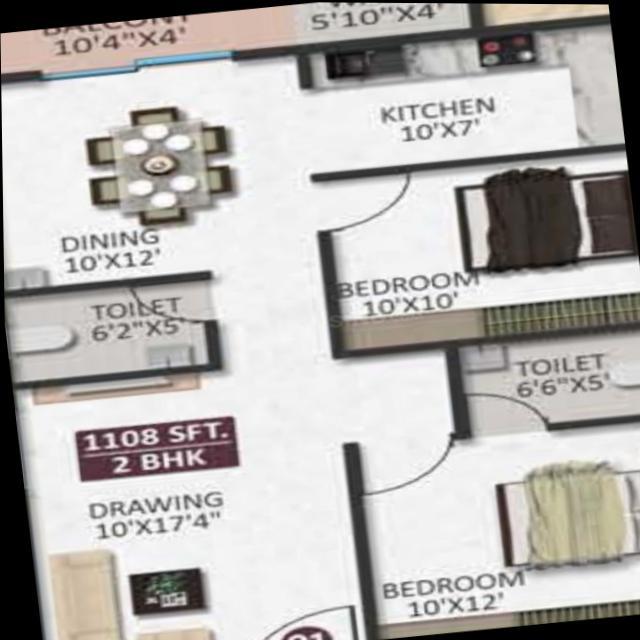 BALCONY
10'4"X4'
5'10"X4'
KITCHEN
10'X7'
DINING
10'X12'
BEDROOM
10'X10'
TOILET
6'2"X5'
TOILET
6'6"X5'
1108 SFT.
2 BHK
DRAWING
10'X17'4"
BEDROOM
10'X12'